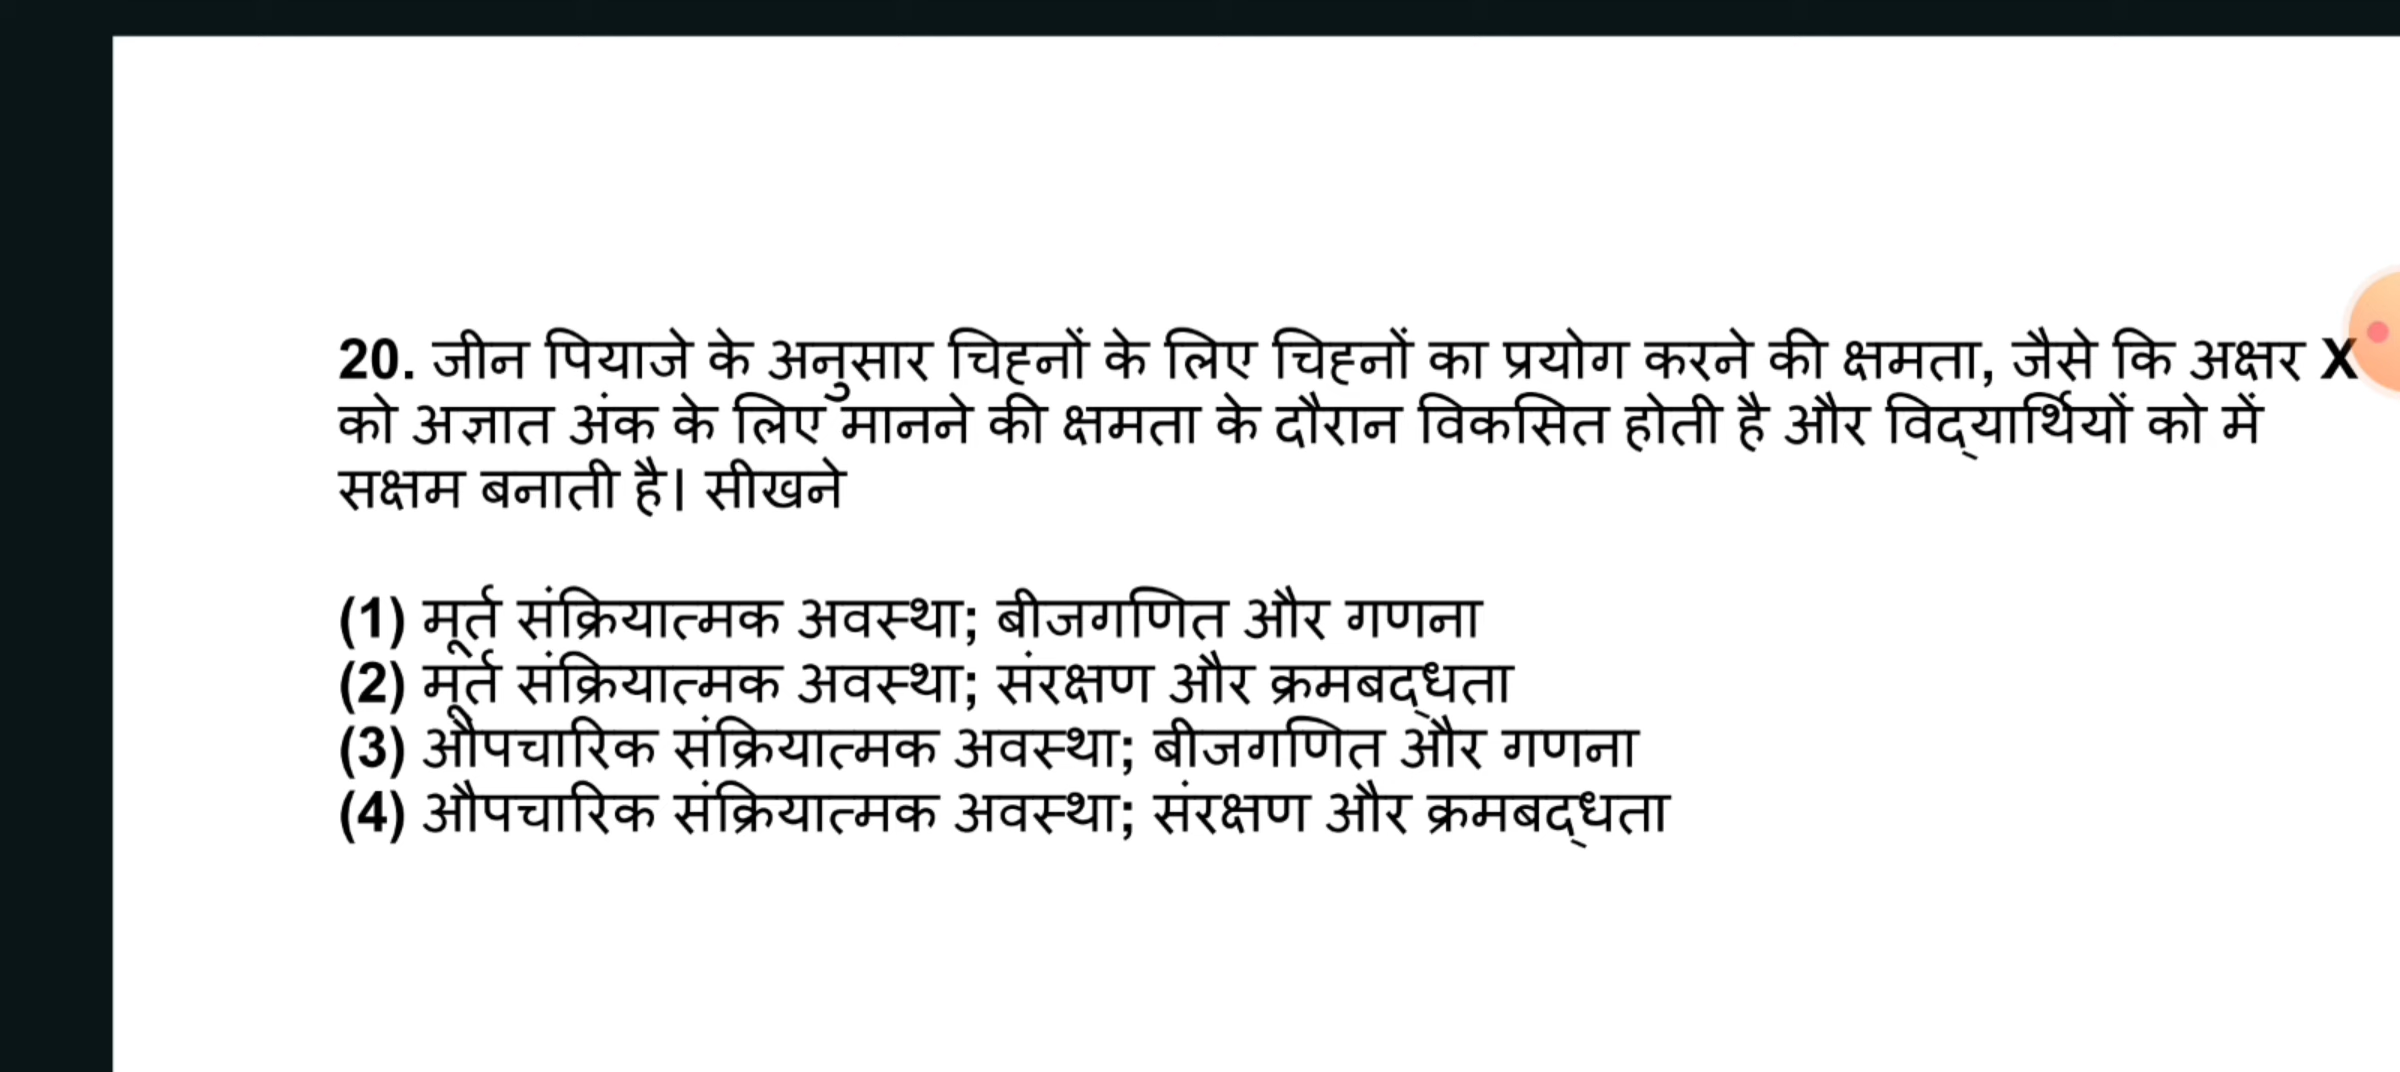 20. जीन पियाजे के अनुसार चिह्नों के लिए चिह्नों का प्रयोग करने की क्षमता, जैसे कि अक्षर X
को अज्ञात अंक के लिए मानने की क्षमता के दौरान विकसित होती है और विद्यार्थियों को में
सक्षम बनाती है। सीखने
(1) मूर्त संक्रियात्मक अवस्था; बीजगणित और गणना
(2) मूर्त संक्रियात्मक अवस्था; संरक्षण और क्रमबद्धता
(3) औपचारिक संक्रियात्मक अवस्था; बीजगणित और गणना
(4) औपचारिक संक्रियात्मक अवस्था; संरक्षण और क्रमबद्धता